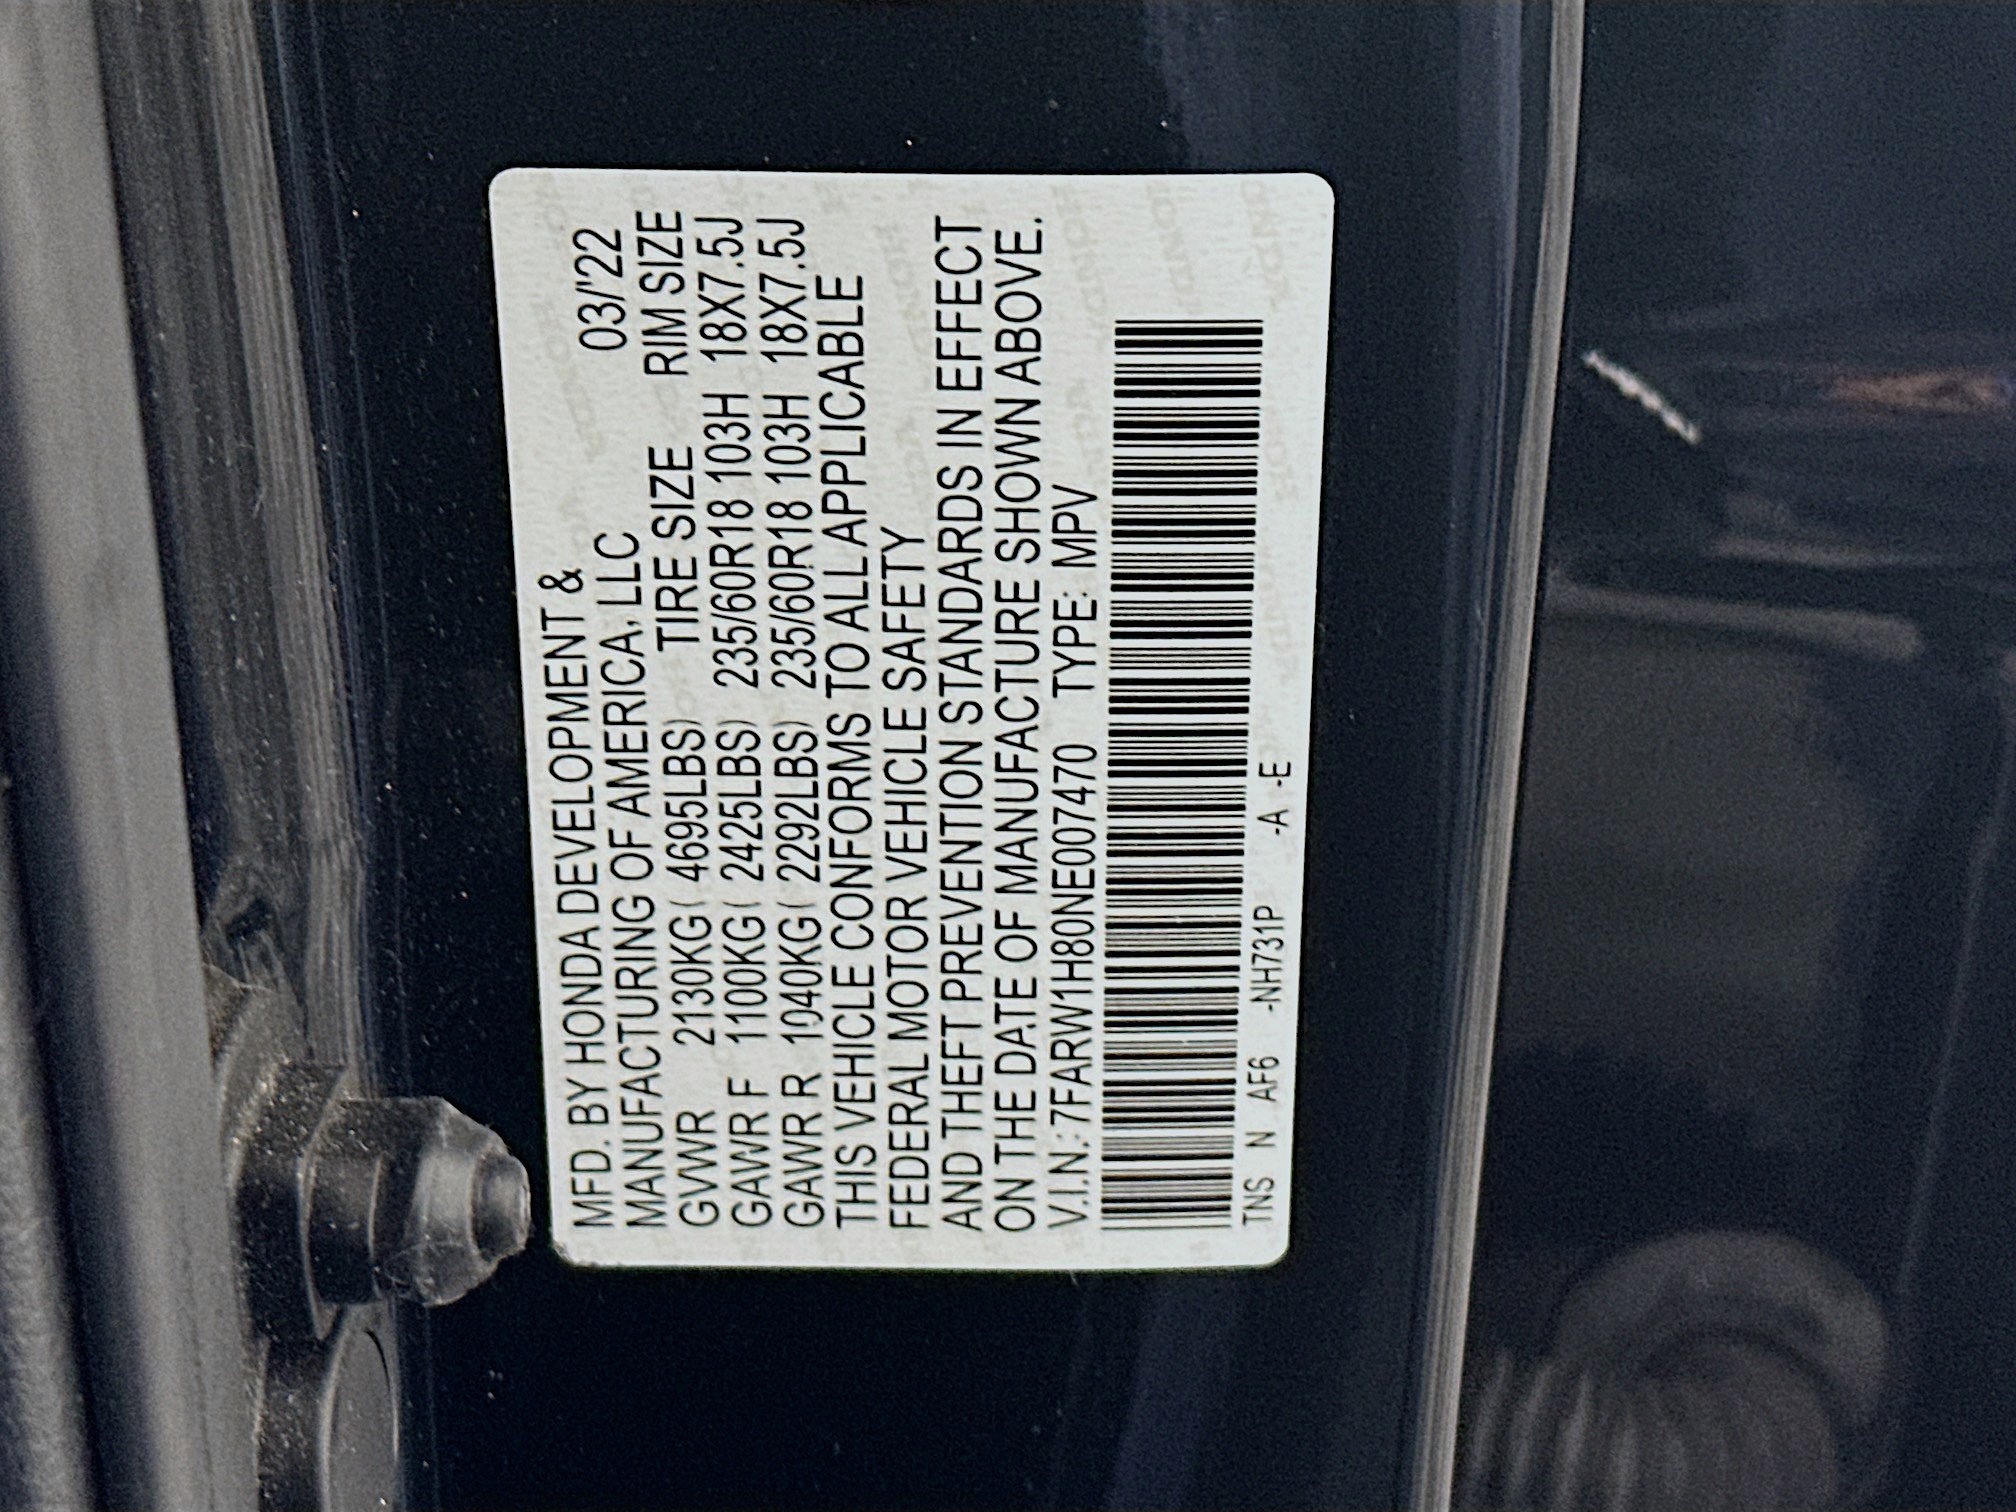 MFD. BY HONDA DEVELOPMENT &
MANUFACTURING OF AMERICA, LLC 03/'22
GVWR 2130KG( 4695LBS) TIRE SIZE RIM SIZE
GAWR F 1100KG( 2425LBS) 235/60R18 103H 18X7.5J
GAWR R 1040KG( 2292LBS) 235/60R18 103H 18X7.5J
THIS VEHICLE CONFORMS TO ALL APPLICABLE
FEDERAL MOTOR VEHICLE SAFETY
AND THEFT PREVENTION STANDARDS IN EFFECT
ON THE DATE OF MANUFACTURE SHOWN ABOVE.
V.I.N.: 7FARW1H80NE007470 TYPE: MPV
TNS N AF6 -NH731P -A -E